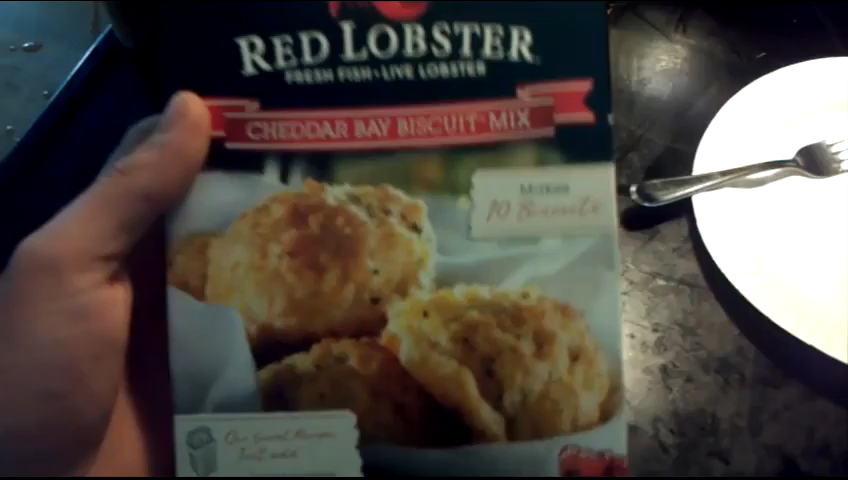 RED LOBSTER
FRESH FISH • LIVE LOBSTER
CHEDDAR BAY BISCUIT MIX
Makes
10 Biscuits